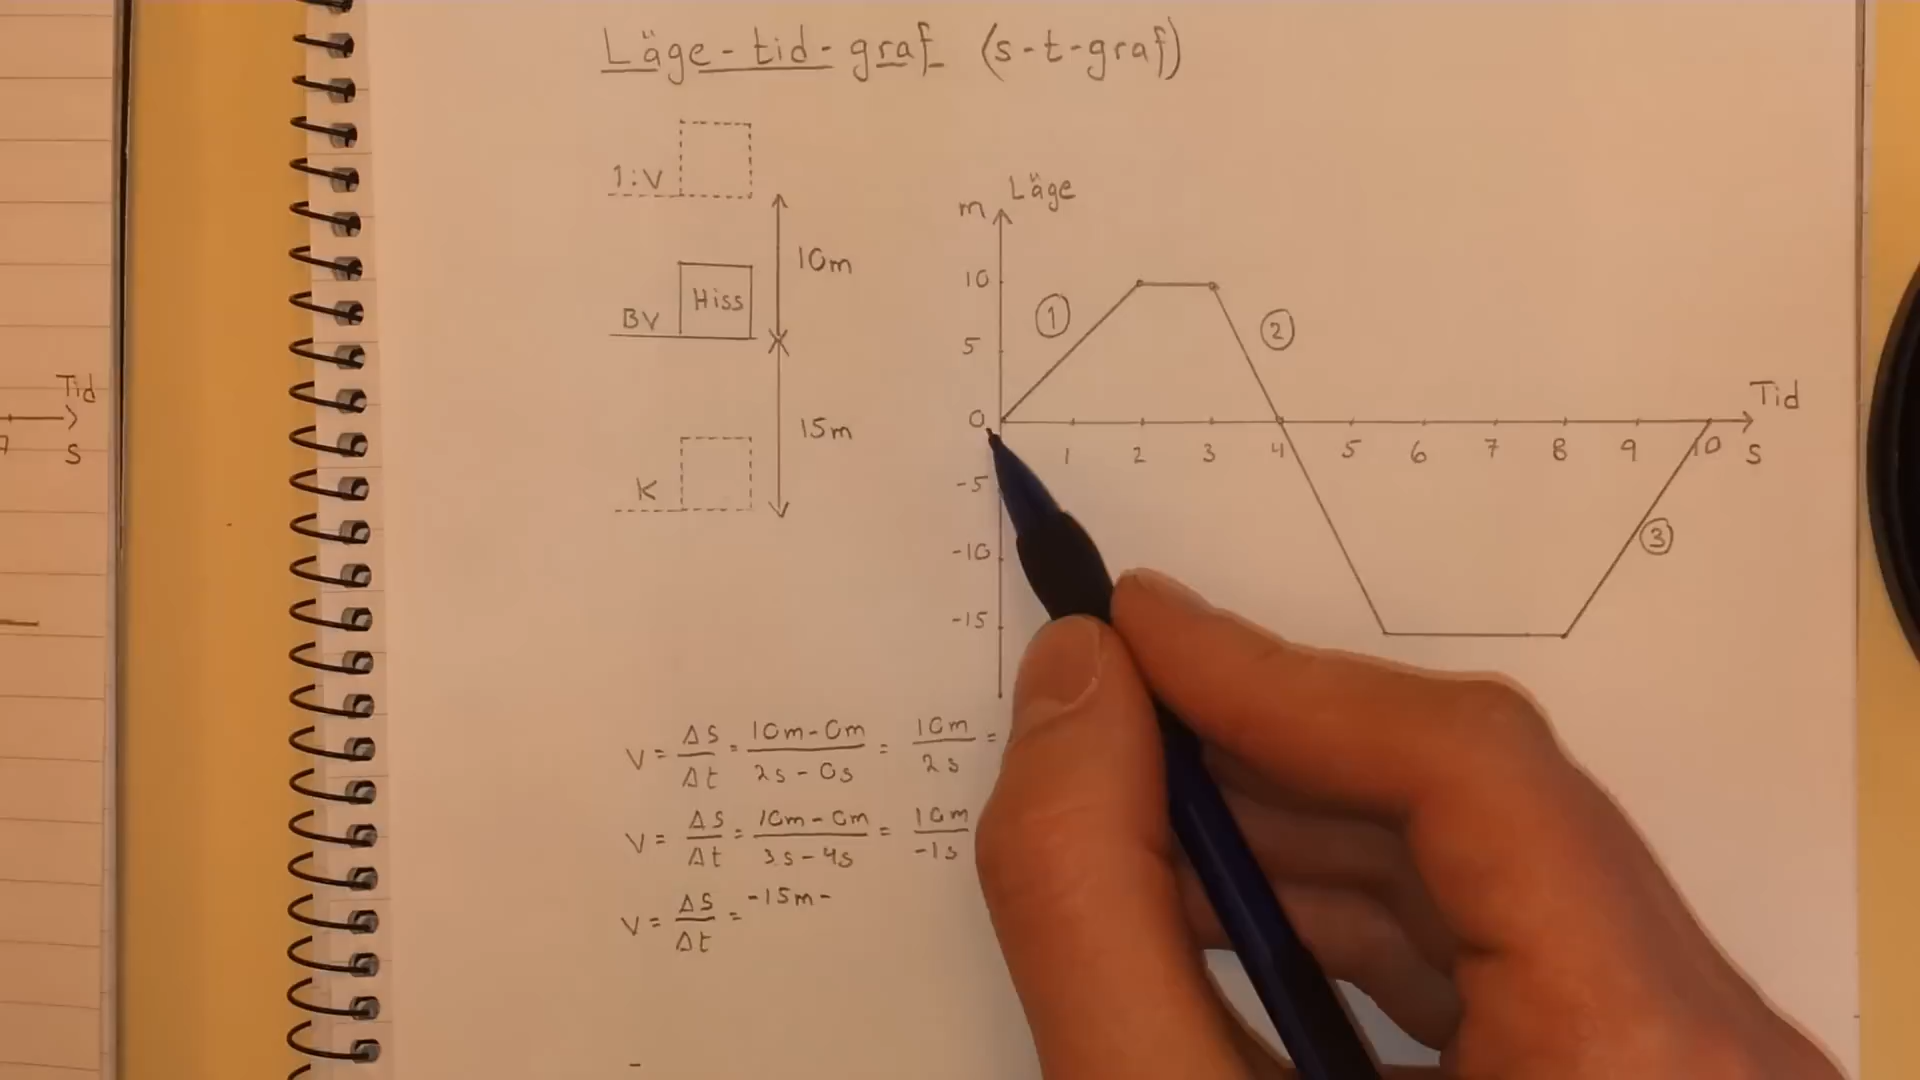 Läge-tid-graf (s-t-graf)
1:V
10m
BV
Hiss
15m
K
m
Läge
10
5
0
-5
-10
-15
1
2
3
1 2 3 4 5 6 7 8 9 10
Tid
s
V = Δs/Δt = 10m-0m/2s-0s = 10m/2s =
V = Δs/Δt = 10m-0m/3s-4s = 10m/-1s
V = Δs/Δt = -15m-
Tid
7
s